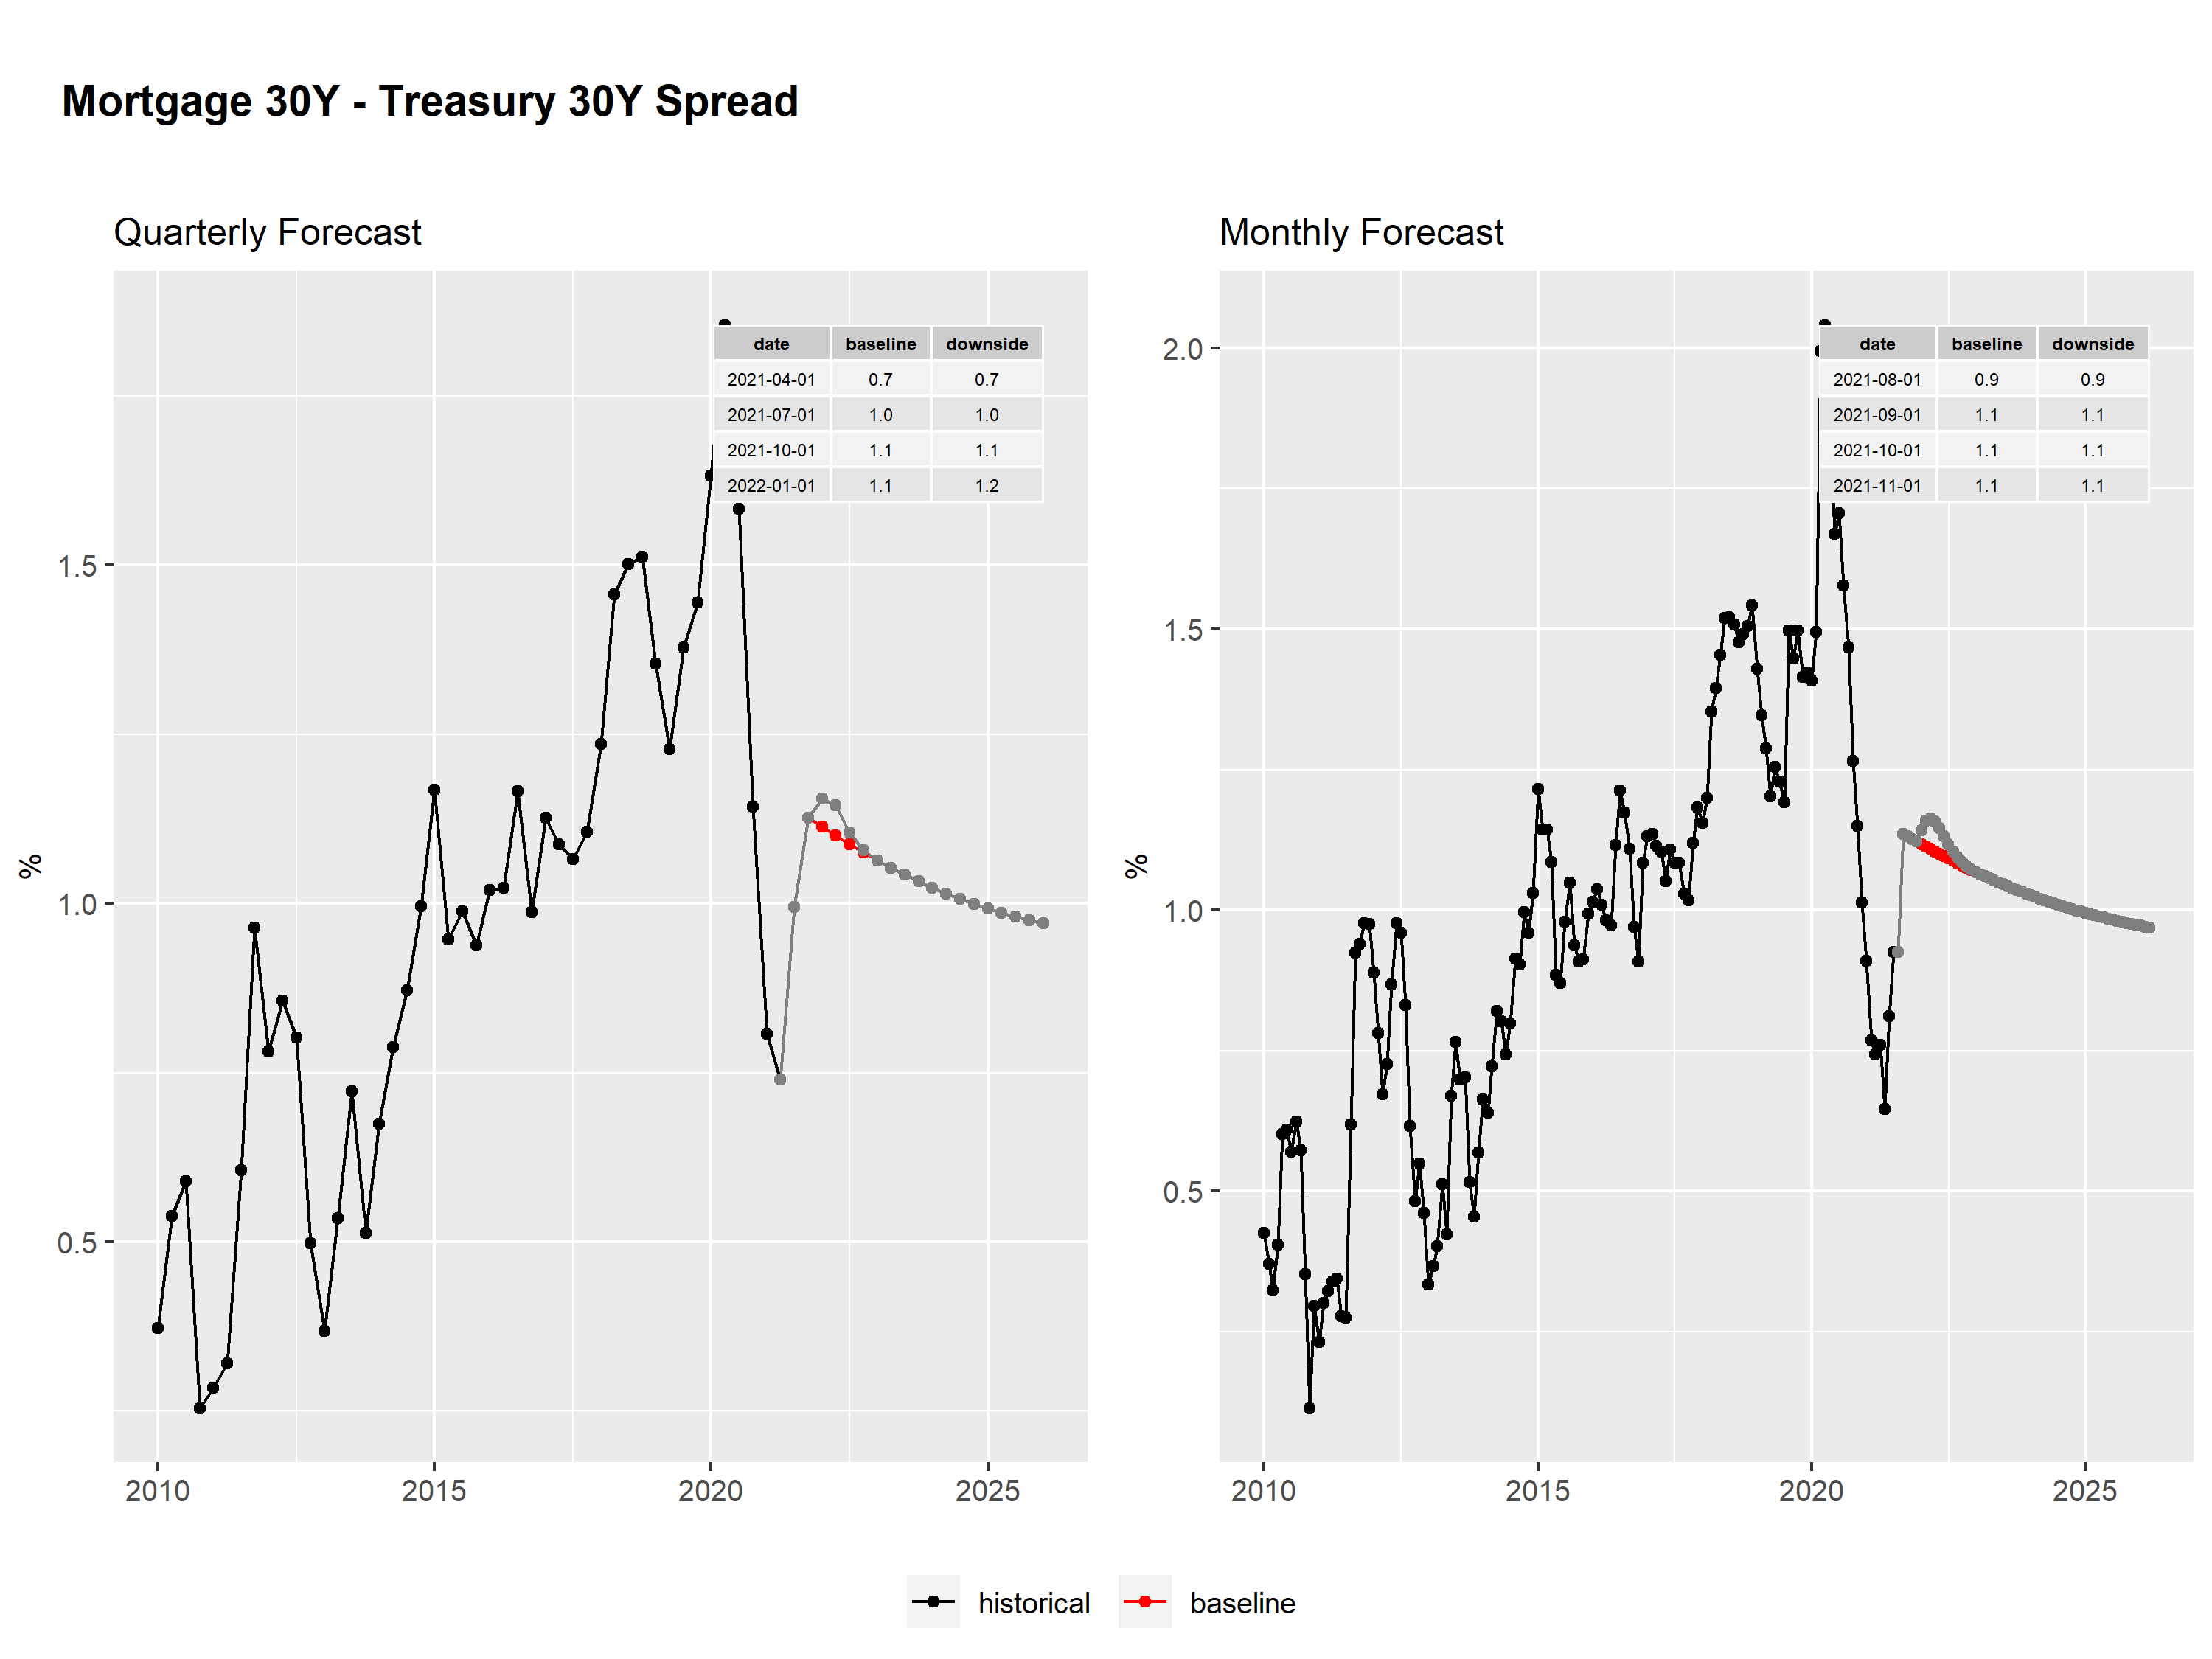 Mortgage 30Y - Treasury 30Y Spread
Quarterly Forecast
%
1.5
1.0
0.5
2010 2015 2020 2025
date baseline downside
2021-04-01 0.7 0.7
2021-07-01 1.0 1.0
2021-10-01 1.1 1.1
2022-01-01 1.1 1.2
Monthly Forecast
%
2.0
1.5
1.0
0.5
2010 2015 2020 2025
date baseline downside
2021-08-01 0.9 0.9
2021-09-01 1.1 1.1
2021-10-01 1.1 1.1
2021-11-01 1.1 1.1
historical baseline